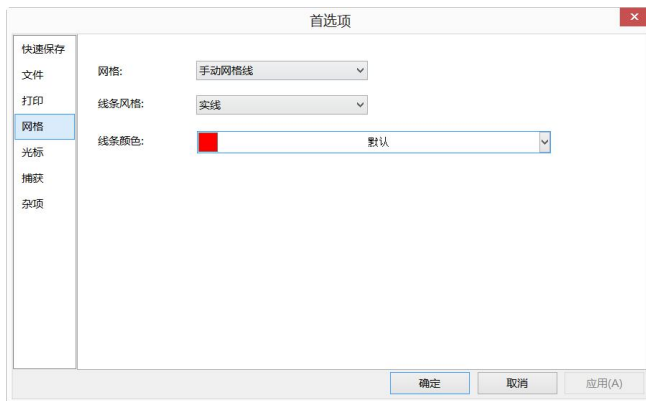 首选项
快速保存
文件
打印
网格
光标
捕获
杂项
网格: 手动网格线
线条风格: 实线
线条颜色: 默认
确定 取消 应用(A)